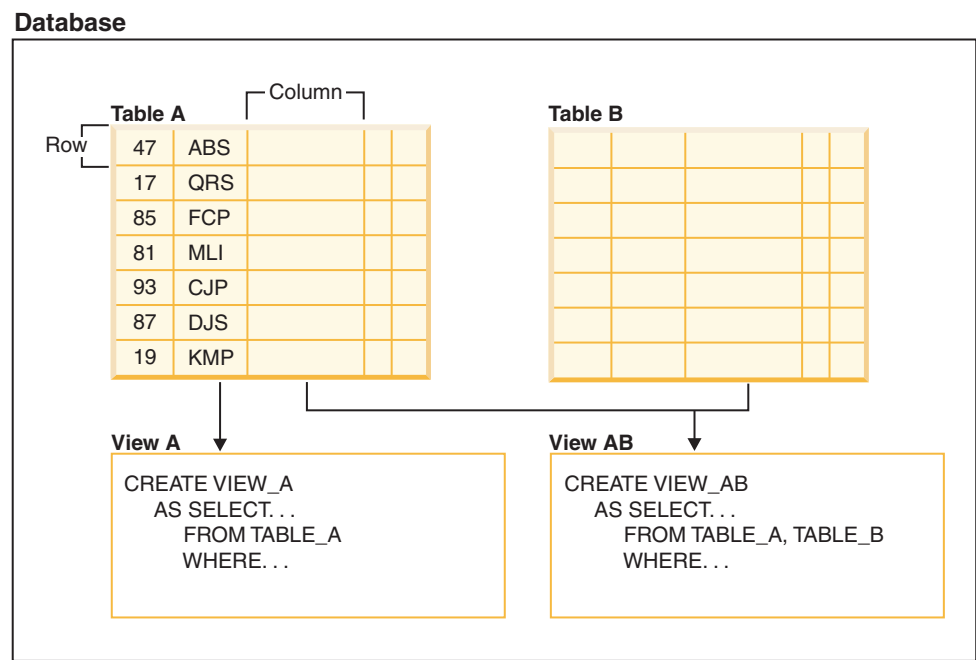 Database
Column
Table A
Table B
Row
47 ABS
17 QRS
85 FCP
81 MLI
93 CJP
87 DJS
19 KMP
View A
CREATE VIEW_A
AS SELECT. . .
FROM TABLE_A
WHERE. . .
View AB
CREATE VIEW_AB
AS SELECT. . .
FROM TABLE_A, TABLE_B
WHERE. . .